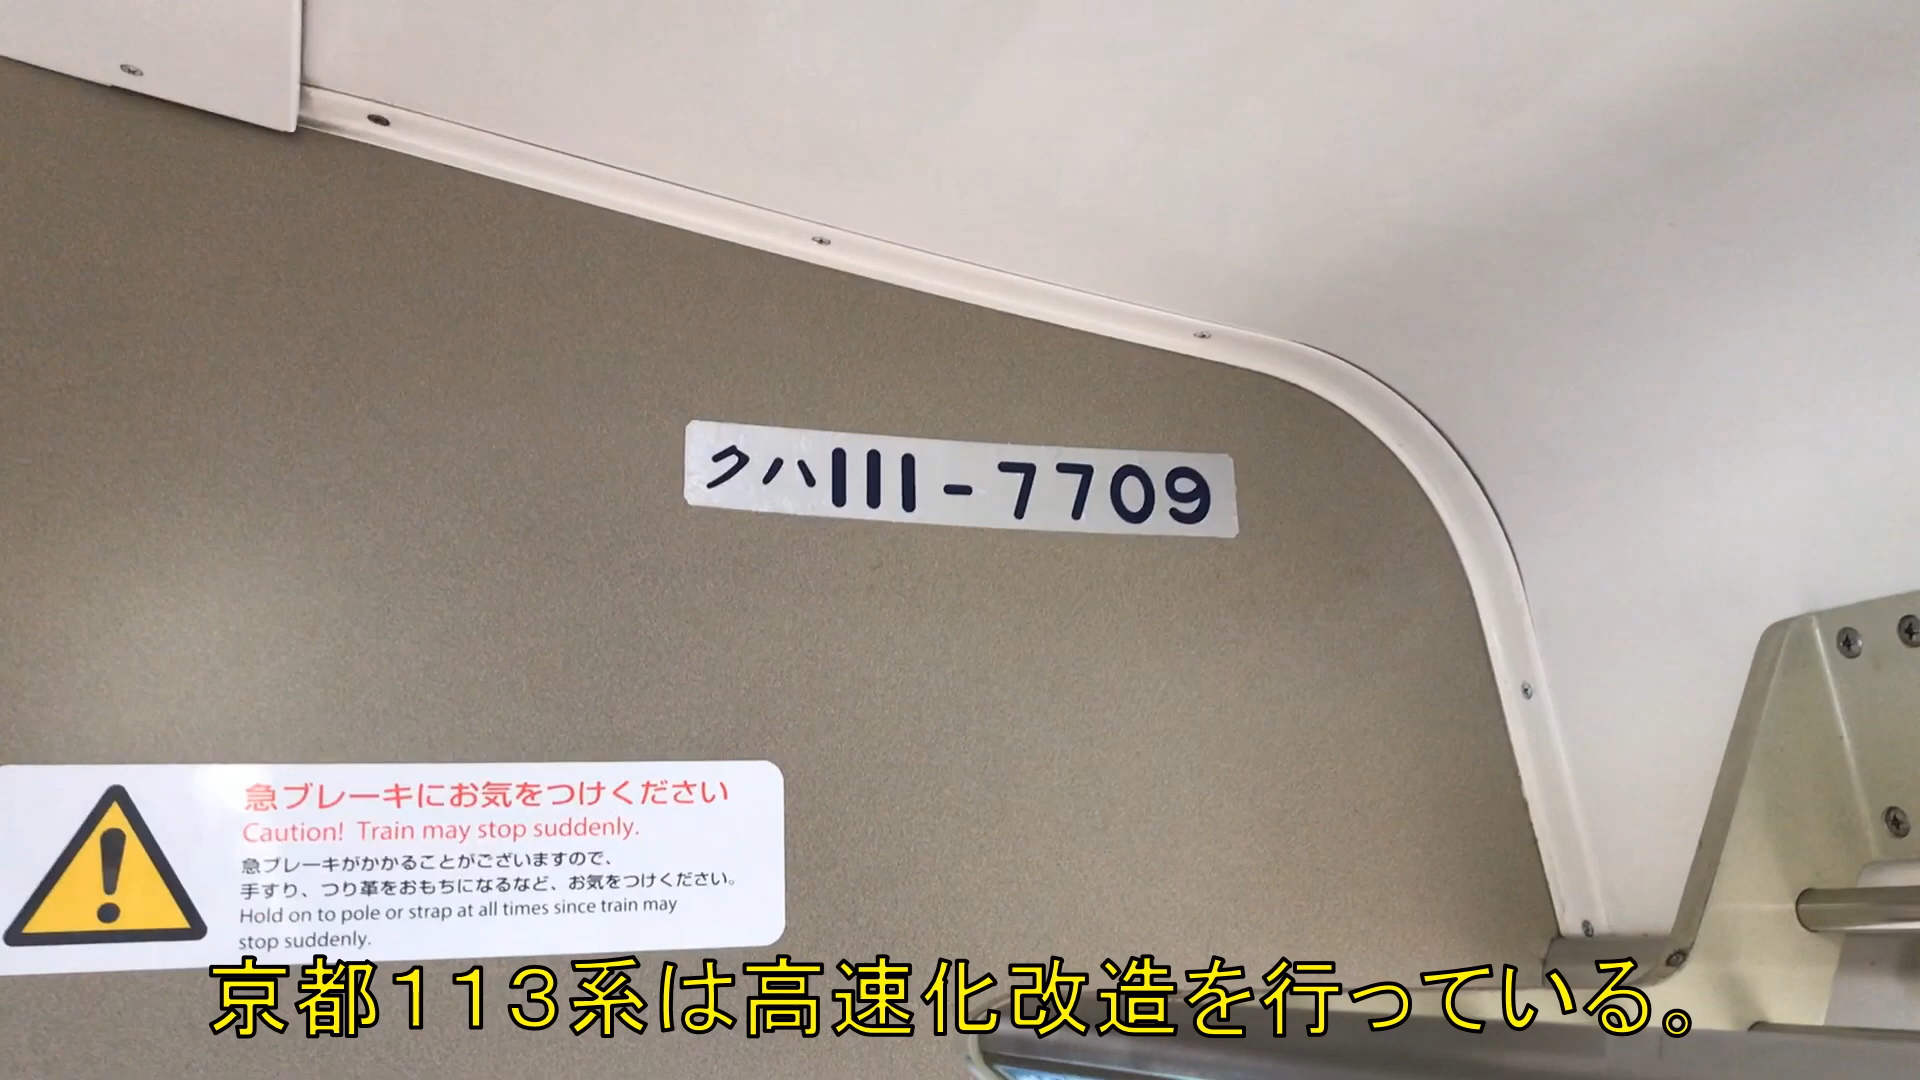 クハ111-7709
急ブレーキにお気をつけください
Caution! Train may stop suddenly.
急ブレーキがかかることがございますので、
手すり、つり革をおもちになるなど、お気をつけください。
Hold on to pole or strap at all times since train may
stop suddenly.
京都113系は高速化改造を行っている。